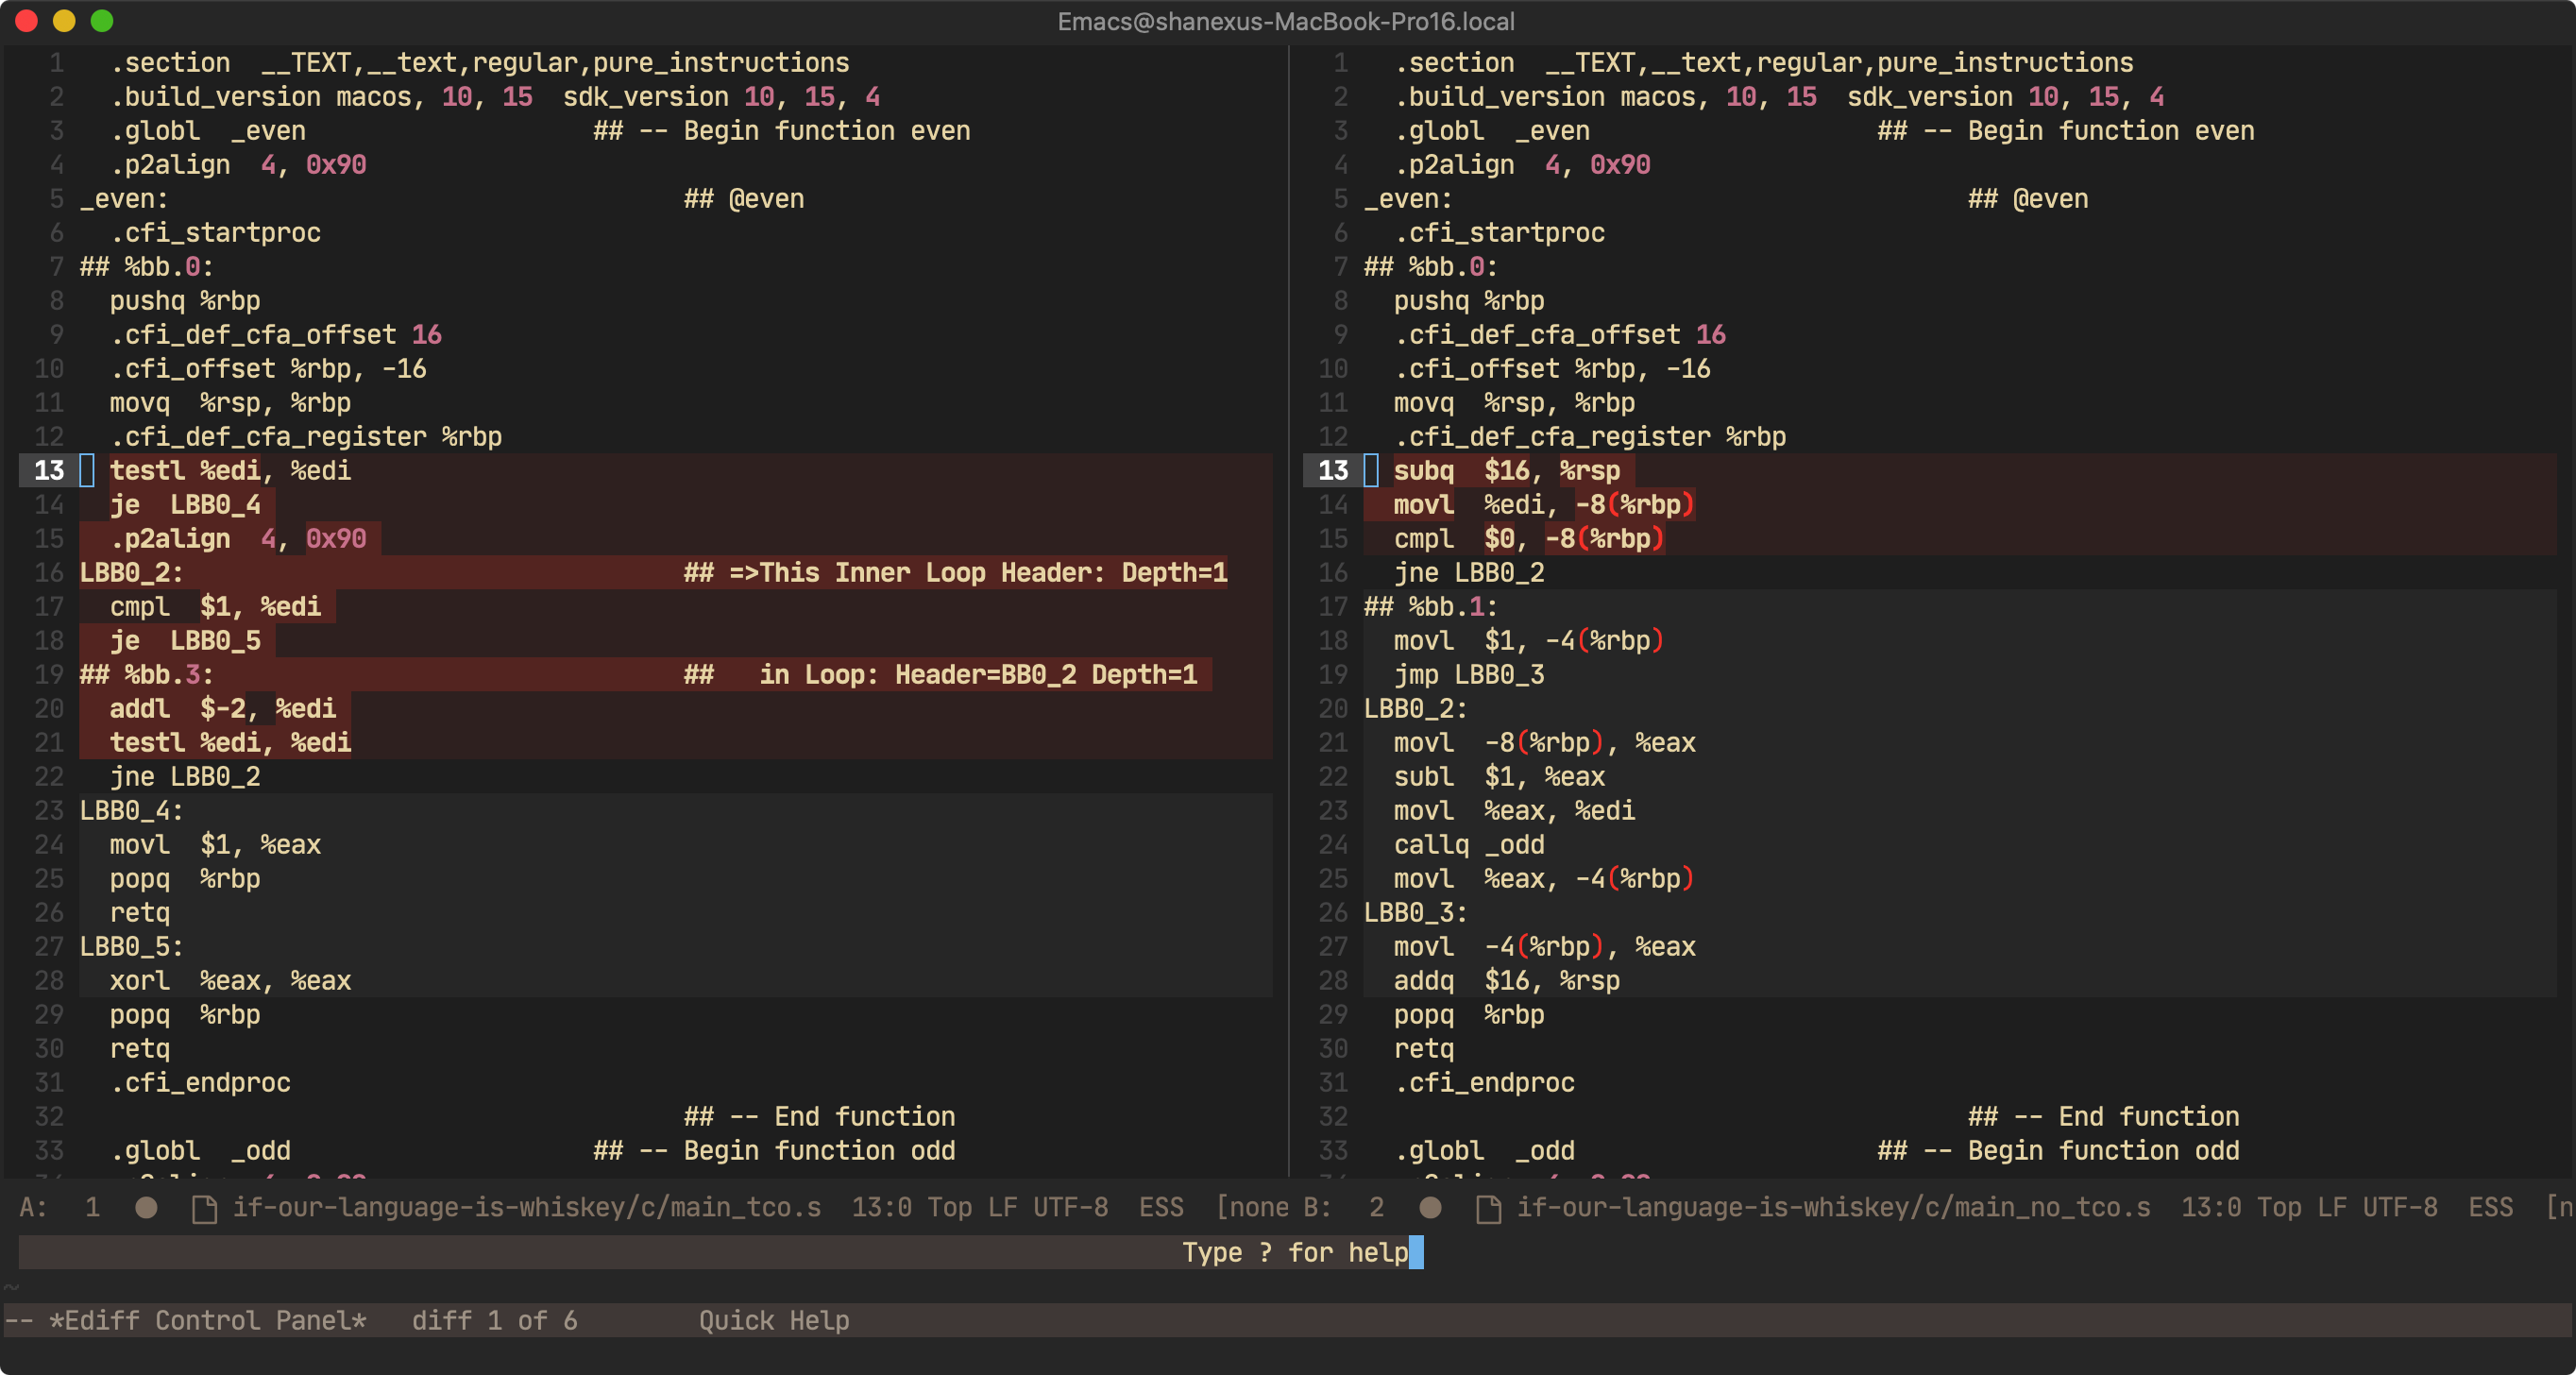 Emacs@shanexus-MacBook-Pro16.local
1 .section __TEXT,__text,regular,pure_instructions
2 .build_version macos, 10, 15 sdk_version 10, 15, 4
3 .globl _even ## -- Begin function even
4 .p2align 4, 0x90
5 _even: ## @even
6 .cfi_startproc
7 ## %bb.0:
8 pushq %rbp
9 .cfi_def_cfa_offset 16
10 .cfi_offset %rbp, -16
11 movq %rsp, %rbp
12 .cfi_def_cfa_register %rbp
13 testl %edi, %edi
14 je LBB0_4
15 .p2align 4, 0x90
16 LBB0_2: ## =>This Inner Loop Header: Depth=1
17 cmpl $1, %edi
18 je LBB0_5
19 ## %bb.3: ## in Loop: Header=BB0_2 Depth=1
20 addl $-2, %edi
21 testl %edi, %edi
22 jne LBB0_2
23 LBB0_4:
24 movl $1, %eax
25 popq %rbp
26 retq
27 LBB0_5:
28 xorl %eax, %eax
29 popq %rbp
30 retq
31 .cfi_endproc
32 ## -- End function
33 .globl _odd ## -- Begin function odd
A: 1 if-our-language-is-whiskey/c/main_tco.s 13:0 Top LF UTF-8 ESS [none
1 .section __TEXT,__text,regular,pure_instructions
2 .build_version macos, 10, 15 sdk_version 10, 15, 4
3 .globl _even ## -- Begin function even
4 .p2align 4, 0x90
5 _even: ## @even
6 .cfi_startproc
7 ## %bb.0:
8 pushq %rbp
9 .cfi_def_cfa_offset 16
10 .cfi_offset %rbp, -16
11 movq %rsp, %rbp
12 .cfi_def_cfa_register %rbp
13 subq $16, %rsp
14 movl %edi, -8(%rbp)
15 cmpl $0, -8(%rbp)
16 jne LBB0_2
17 ## %bb.1:
18 movl $1, -4(%rbp)
19 jmp LBB0_3
20 LBB0_2:
21 movl -8(%rbp), %eax
22 subl $1, %eax
23 movl %eax, %edi
24 callq _odd
25 movl %eax, -4(%rbp)
26 LBB0_3:
27 movl -4(%rbp), %eax
28 addq $16, %rsp
29 popq %rbp
30 retq
31 .cfi_endproc
32 ## -- End function
33 .globl _odd ## -- Begin function odd
B: 2 if-our-language-is-whiskey/c/main_no_tco.s 13:0 Top LF UTF-8 ESS [n
Type ? for help
~
-- *Ediff Control Panel* diff 1 of 6 Quick Help